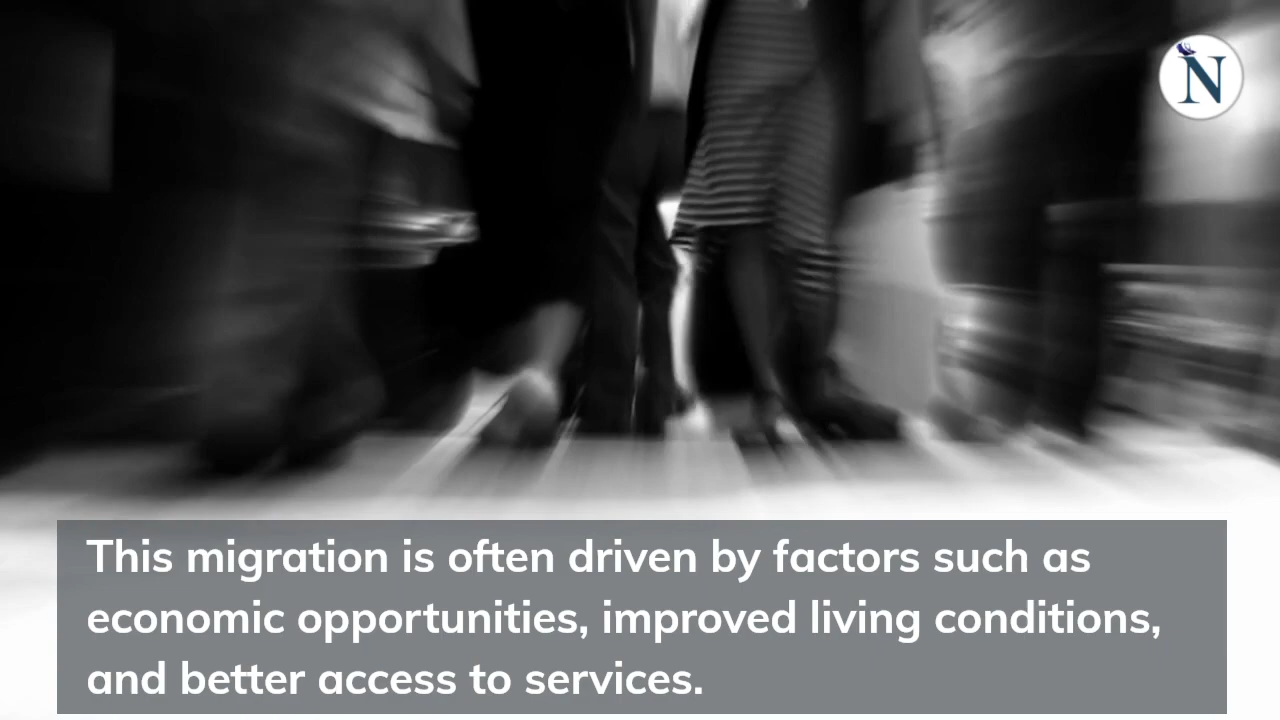 N
This migration is often driven by factors such as
economic opportunities, improved living conditions,
and better access to services.